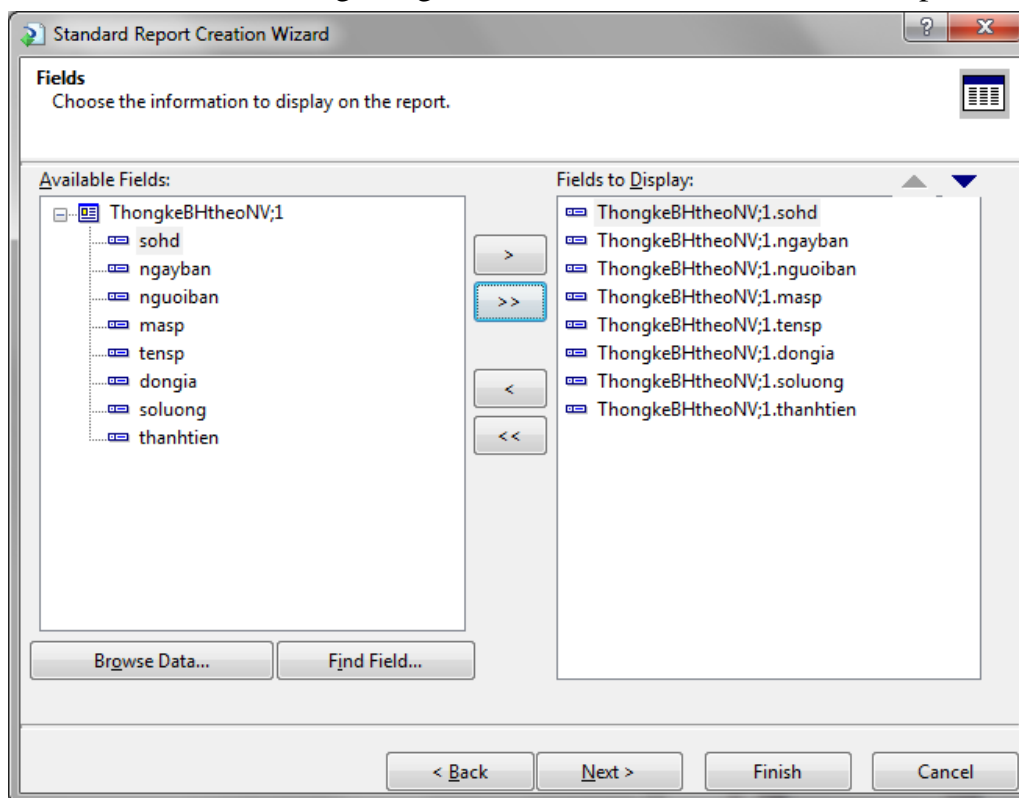 Standard Report Creation Wizard
?
X
Fields
Choose the information to display on the report.
Available Fields:
ThongkeBHtheoNV;1
sohd
ngayban
nguoiban
masp
tensp
dongia
soluong
thanhtien
>
>>
<
<<
Fields to Display:
ThongkeBHtheoNV;1.sohd
ThongkeBHtheoNV;1.ngayban
ThongkeBHtheoNV;1.nguoiban
ThongkeBHtheoNV;1.masp
ThongkeBHtheoNV;1.tensp
ThongkeBHtheoNV;1.dongia
ThongkeBHtheoNV;1.soluong
ThongkeBHtheoNV;1.thanhtien
Browse Data...
Find Field...
< Back
Next >
Finish
Cancel